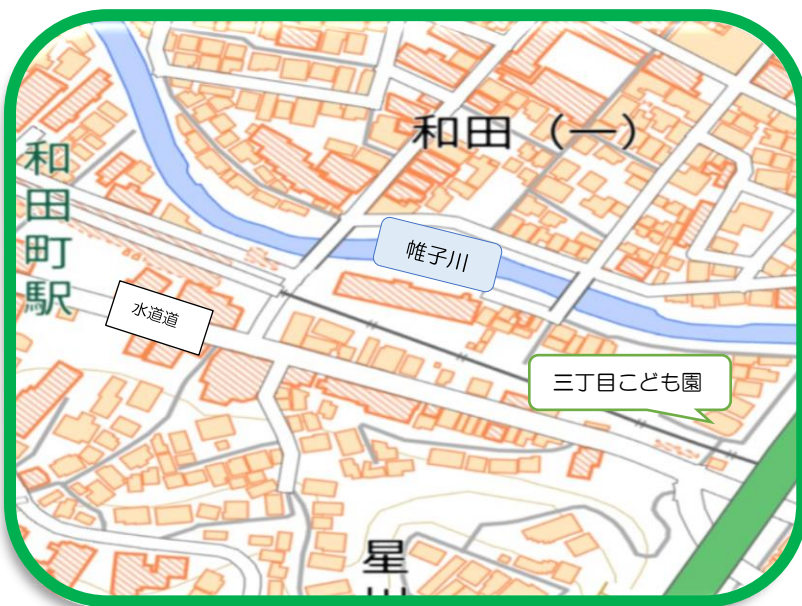 和田（一）
和田町駅
帷子川
水道道
三丁目こども園
星